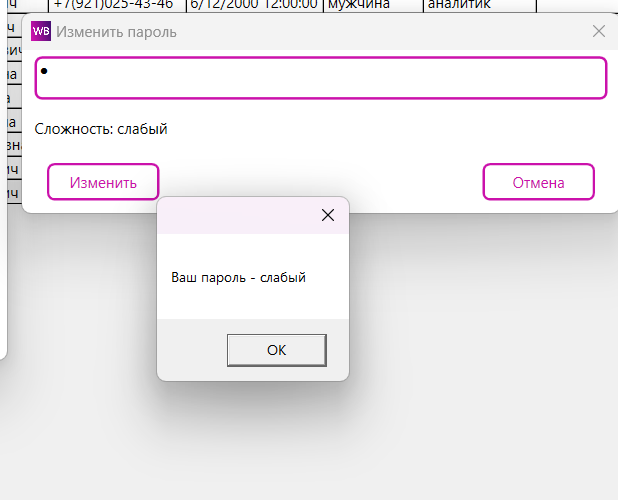 +7(921)025-43-46 6/12/2000 12:00:00 мужчина аналитик
WB Изменить пароль
Сложность: слабый
Изменить Отмена
Ваш пароль - слабый
ОК